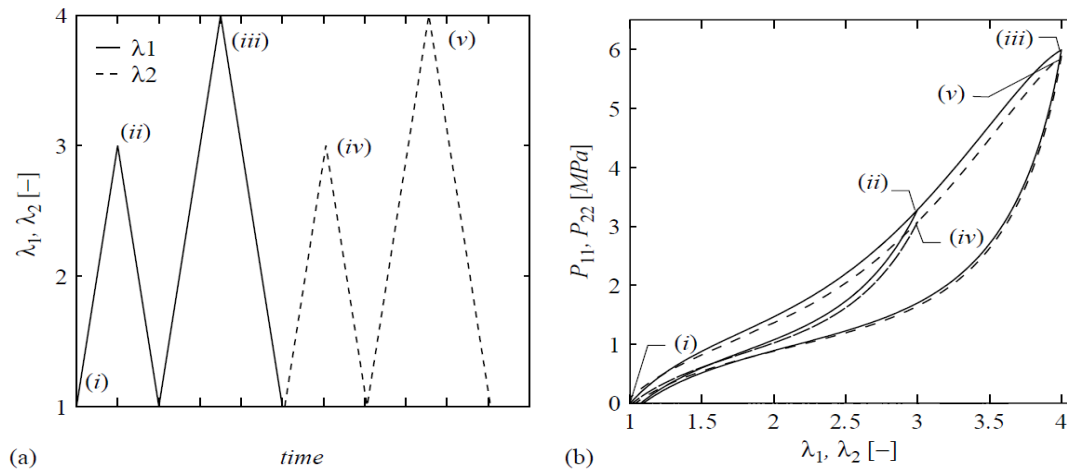 4
3
2
1
λ1, λ2 [−]
λ1
λ2
(i)
(ii)
(iii)
(iv)
(v)
(a)
time
6
5
4
3
2
1
0
P11, P22 [MPa]
(i)
(ii)
(iii)
(iv)
(v)
1
1.5
2
2.5
3
3.5
4
(b)
λ1, λ2 [−]